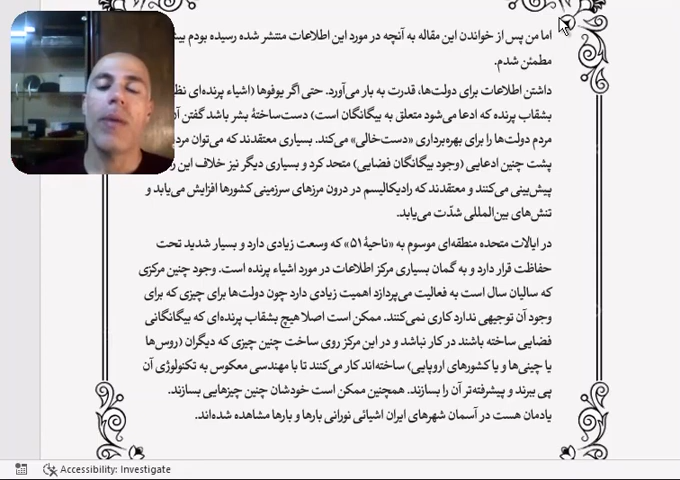 اما من پس از خواندن این مقاله به آنچه در مورد این اطلاعات منتشر شده رسیده بودم
مطمئن شدم.
داشتن اطلاعات برای دولت‌ها، قدرت به بار می‌آورد. حتی اگر یوفوها (اشیاء پرنده‌ای
بشقاب پرنده که ادعا می‌شود متعلق به بیگانگان است) دست‌ساختهٔ بشر باشد گفتن
مردم دولت‌ها را برای بهره‌برداری «دست‌خالی» می‌کند. بسیاری معتقدند که می‌توان
پشت چنین ادعایی (وجود بیگانگان فضایی) متحد کرد و بسیاری دیگر نیز خلاف این
پیش‌بینی می‌کنند و معتقدند که رادیکالیسم در درون مرزهای سرزمینی کشورها افزایش می‌یابد و
تنش‌های بین‌المللی شدّت می‌یابد.
در ایالات متحده منطقه‌ای موسوم به «ناحیهٔ ۵۱» که وسعت زیادی دارد و بسیار شدید تحت
حفاظت قرار دارد و به گمان بسیاری مرکز اطلاعات در مورد اشیاء پرنده است. وجود چنین مرکزی
که سالیان سال است به فعالیت می‌پردازد اهمیت زیادی دارد چون دولت‌ها برای چیزی که برای
وجود آن توجیهی ندارد کاری نمی‌کنند. ممکن است اصلا هیچ بشقاب پرنده‌ای که بیگانگانی
فضایی ساخته باشند در کار نباشد و در این مرکز روی ساخت چنین چیزی که دیگران (روس‌ها
یا چینی‌ها و یا کشورهای اروپایی) ساخته‌اند کار می‌کنند تا با مهندسی معکوس به تکنولوژی آن
پی ببرند و پیشرفته‌تر آن را بسازند. همچنین ممکن است خودشان چنین چیزهایی بسازند.
یادمان هست در آسمان شهرهای ایران اشیائی نورانی بارها و بارها مشاهده شده‌اند.
Accessibility: Investigate